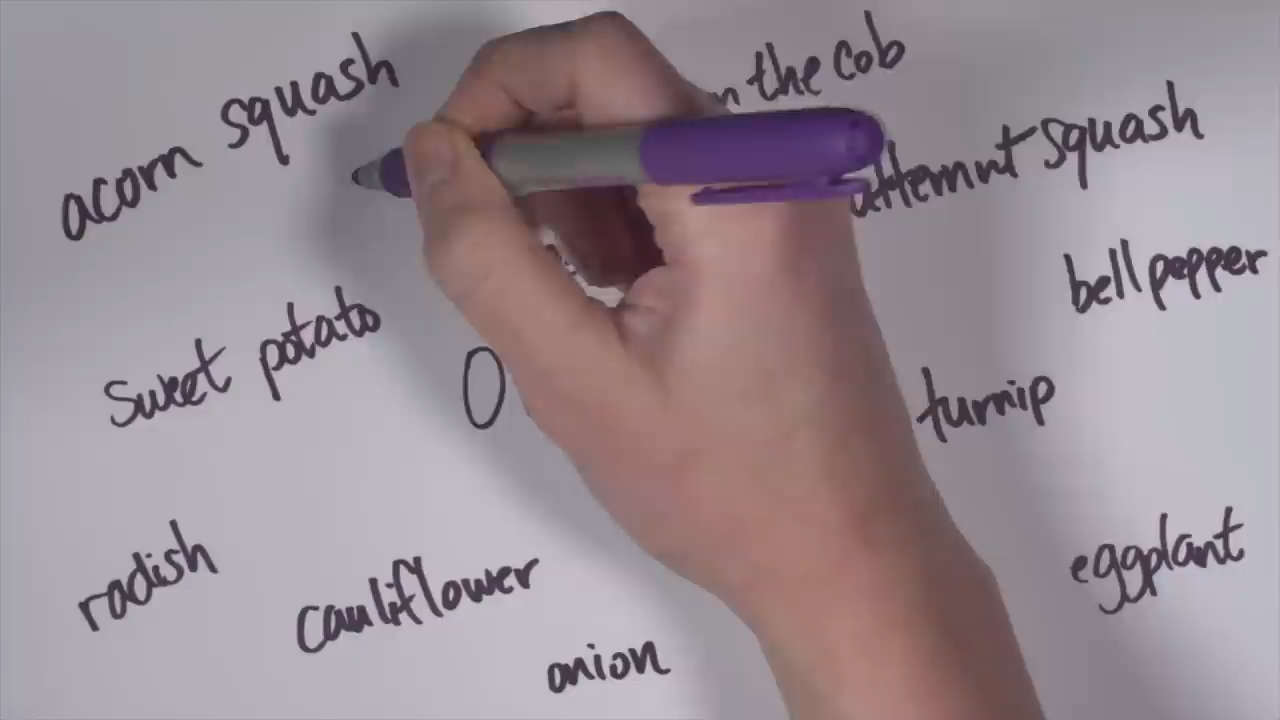 acorn squash
the cob
squash
bell pepper
sweet potato
turnip
radish
cauliflower
eggplant
onion